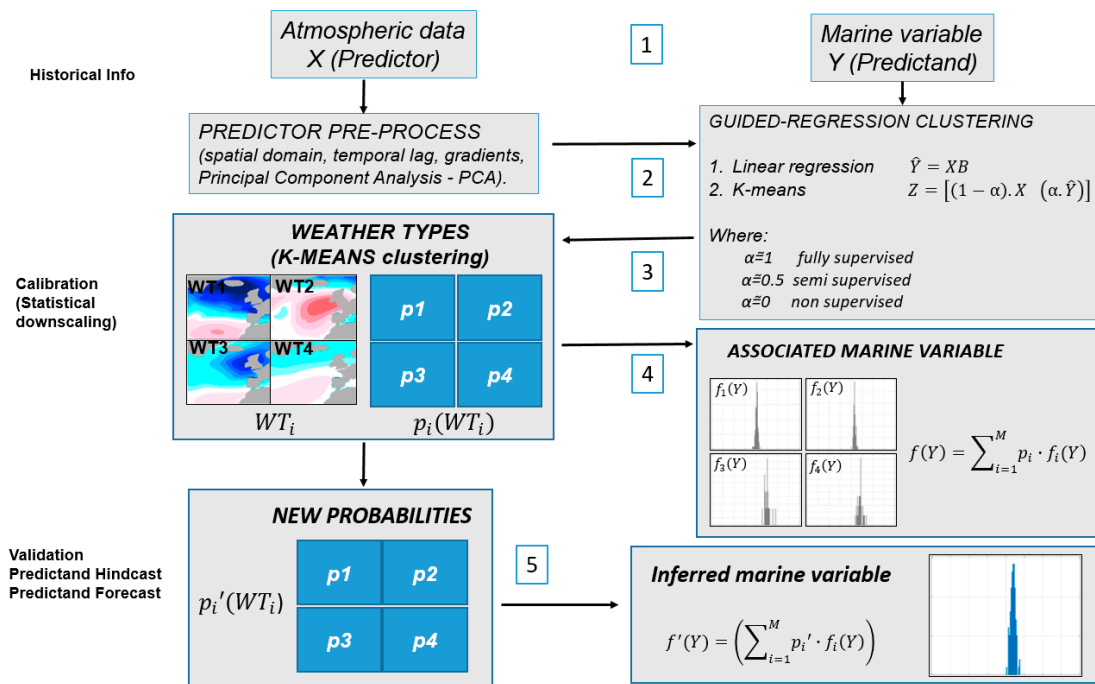 Atmospheric data
X (Predictor)
1
Marine variable
Y (Predictand)
Historical Info
PREDICTOR PRE-PROCESS
(spatial domain, temporal lag, gradients,
Principal Component Analysis - PCA).
2
GUIDED-REGRESSION CLUSTERING
1. Linear regression Ŷ = XB
2. K-means Z = [(1 − α).X (α.Ŷ)]
Where:
α≅1 fully supervised
α≅0.5 semi supervised
α≅0 non supervised
3
Calibration
(Statistical
downscaling)
WEATHER TYPES
(K-MEANS clustering)
WT1 WT2
WT3 WT4
p1 p2
p3 p4
WTᵢ pᵢ(WTᵢ)
4
ASSOCIATED MARINE VARIABLE
f₁(Y) f₂(Y)
f₃(Y) f₄(Y)
f(Y) = ∑ᵢ₌₁ᴹ pᵢ · fᵢ(Y)
Validation
Predictand Hindcast
Predictand Forecast
NEW PROBABILITIES
pᵢ′(WTᵢ)
p1 p2
p3 p4
5
Inferred marine variable
f′(Y) = (∑ᵢ₌₁ᴹ pᵢ′ · fᵢ(Y))